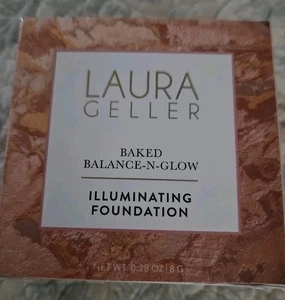 LAURA
GELLER
BAKED
BALANCE-N-GLOW
ILLUMINATING
FOUNDATION
NET WT. 0.28 OZ | 8 G